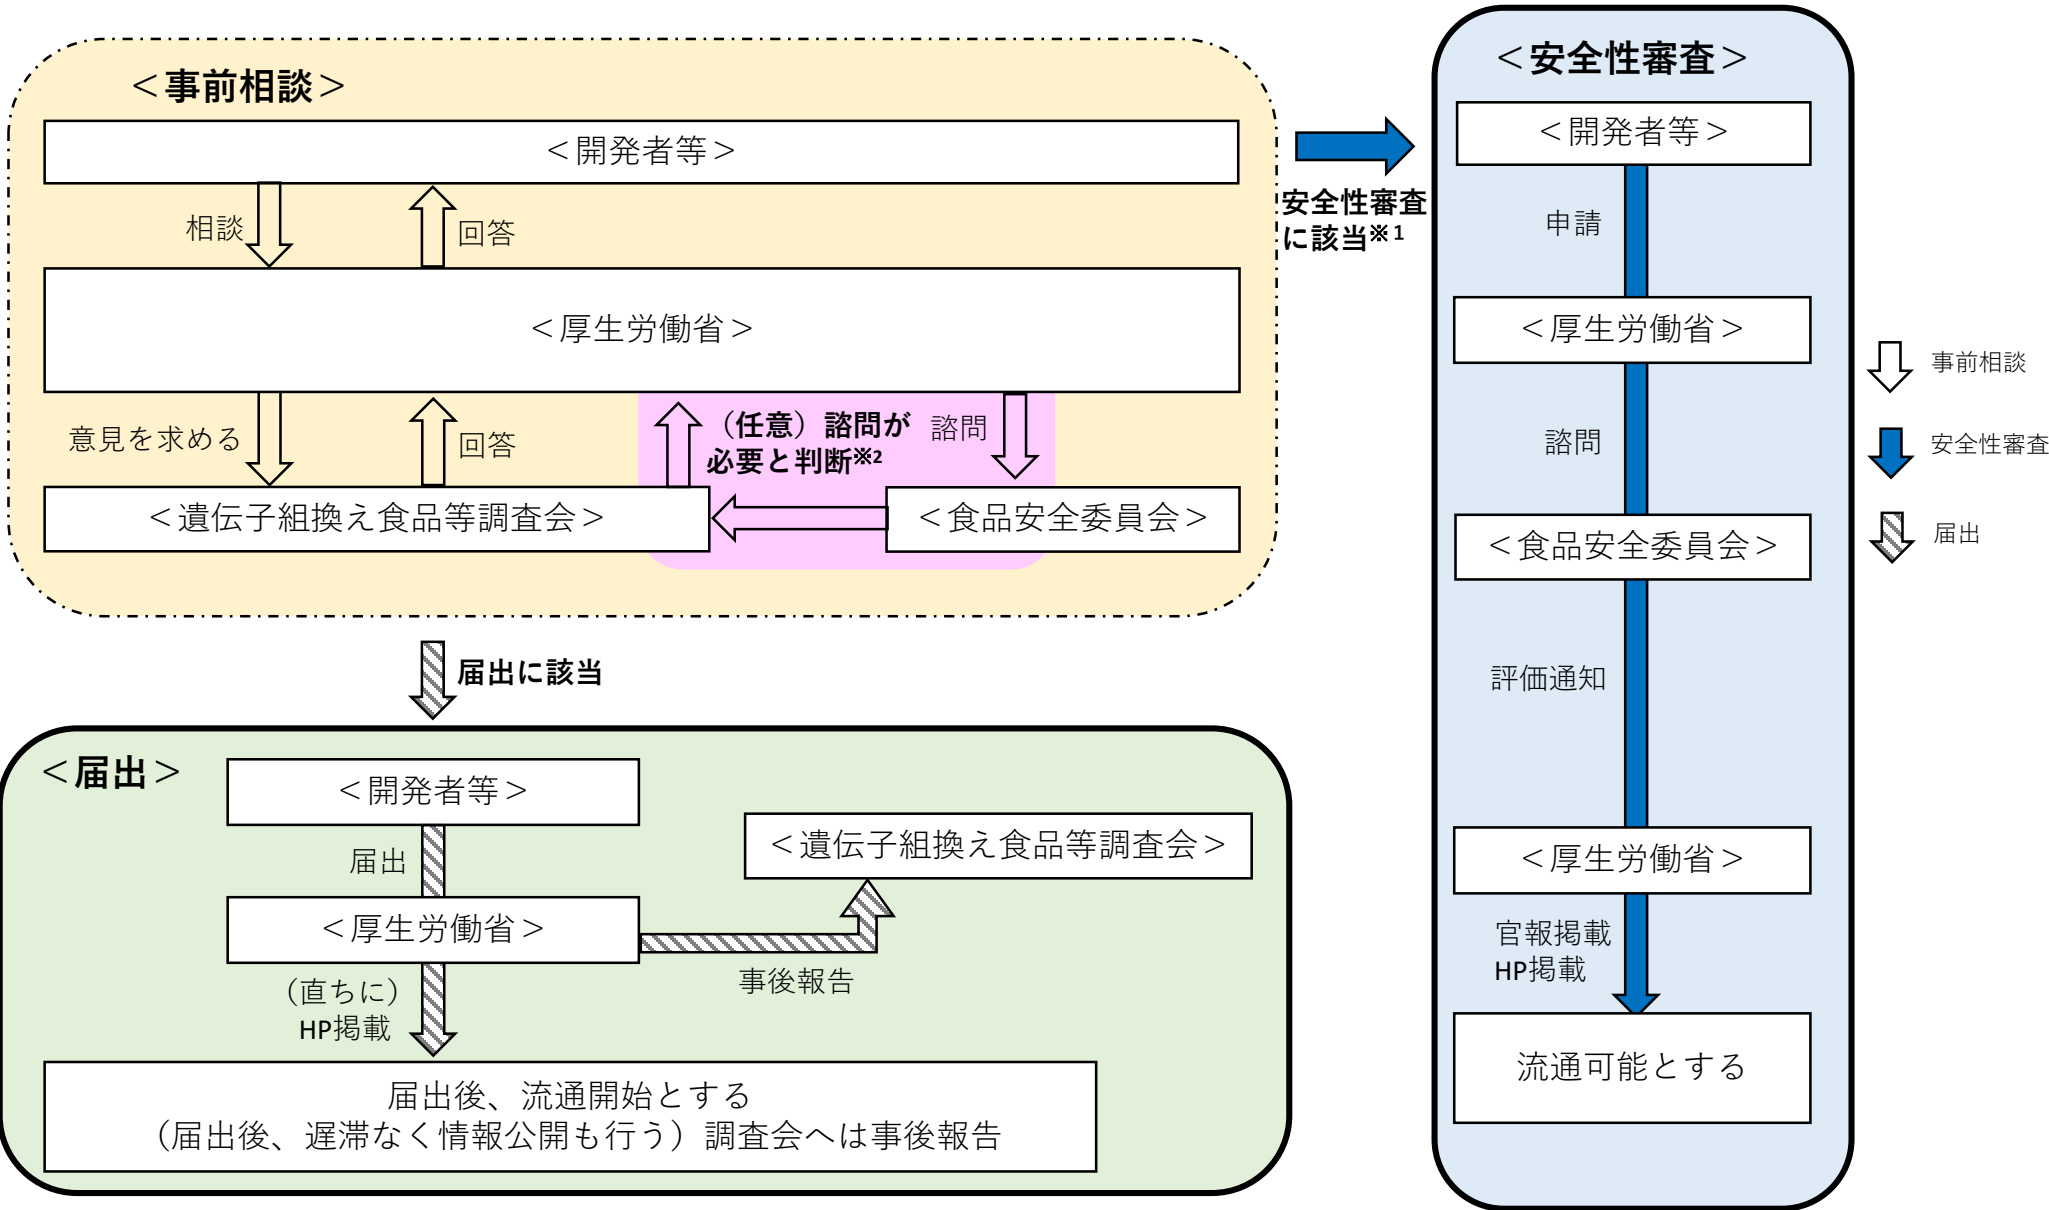 ＜事前相談＞
＜開発者等＞
相談
回答
＜厚生労働省＞
意見を求める
回答
（任意）諮問が
必要と判断※2
諮問
＜遺伝子組換え食品等調査会＞
＜食品安全委員会＞
安全性審査
に該当※1
届出に該当
＜届出＞
＜開発者等＞
届出
＜厚生労働省＞
＜遺伝子組換え食品等調査会＞
事後報告
（直ちに）
HP掲載
届出後、流通開始とする
（届出後、遅滞なく情報公開も行う）調査会へは事後報告
＜安全性審査＞
＜開発者等＞
申請
＜厚生労働省＞
諮問
＜食品安全委員会＞
評価通知
＜厚生労働省＞
官報掲載
HP掲載
流通可能とする
事前相談
安全性審査
届出